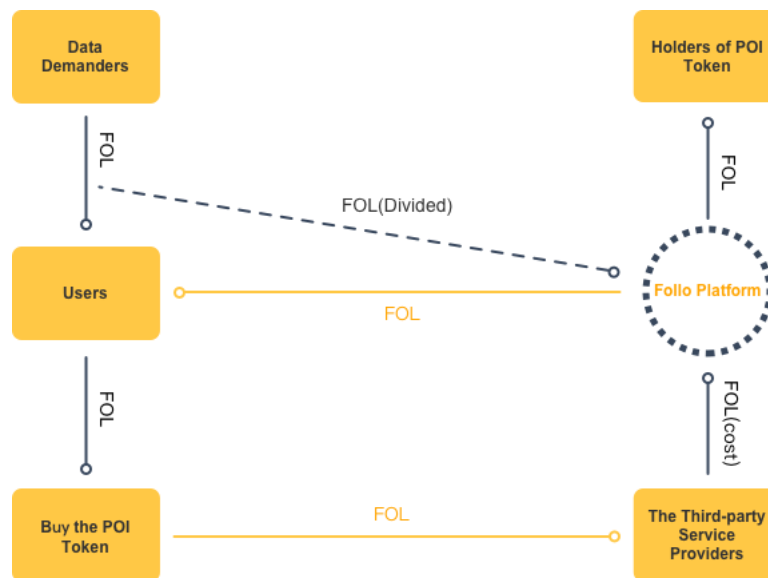 Data
Demanders
Holders of POI
Token
FOL
FOL
FOL(Divided)
Users
Follo Platform
FOL
FOL
FOL(cost)
Buy the POI
Token
FOL
The Third-party
Service
Providers